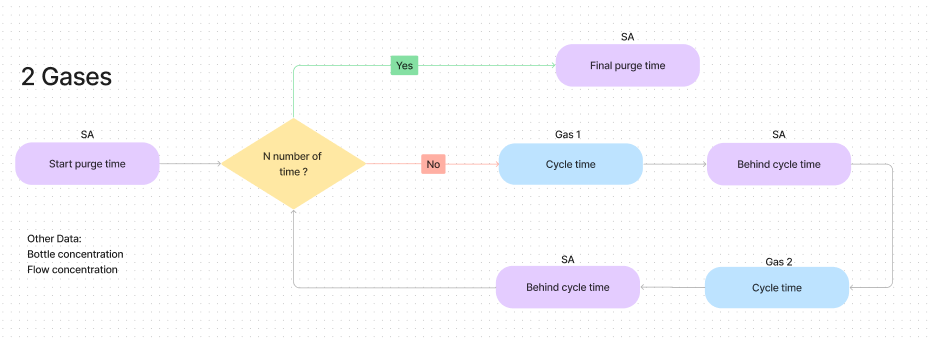 2 Gases
SA
Final purge time
Yes
SA
Start purge time
N number of
time ?
No
Gas 1
Cycle time
SA
Behind cycle time
Gas 2
Cycle time
SA
Behind cycle time
Other Data:
Bottle concentration
Flow concentration